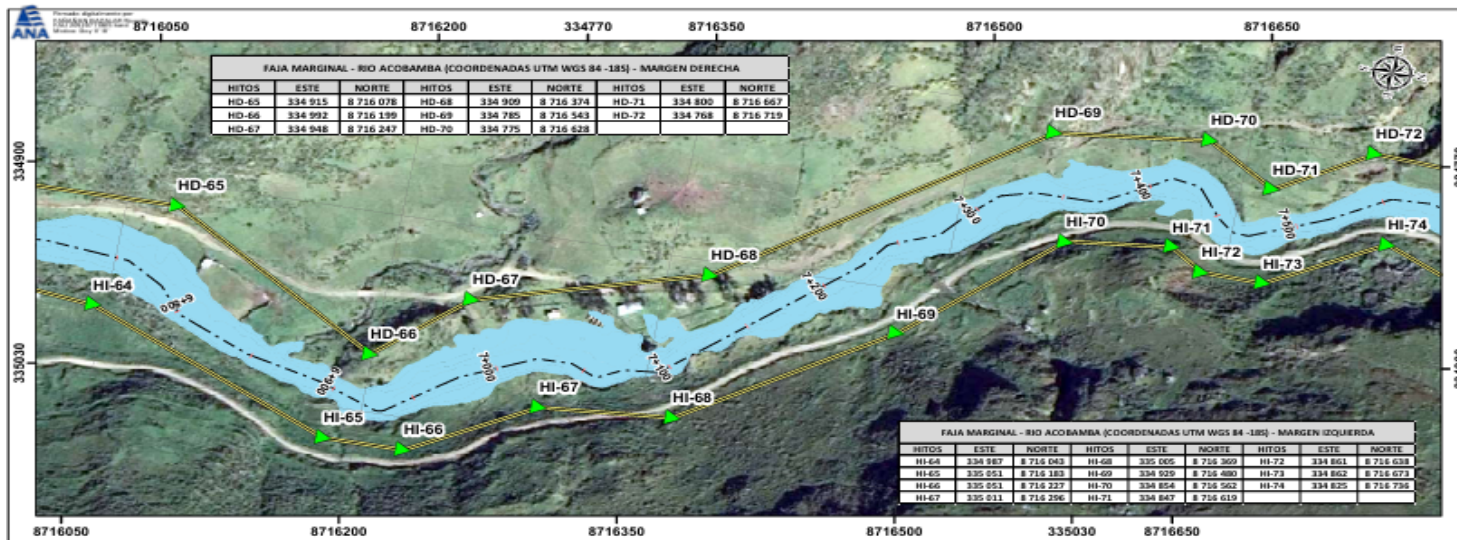 ANA
8716050 8716200 334770 8716350 8716500 8716650
FAJA MARGINAL - RIO ACOBAMBA (COORDENADAS UTM WGS 84 -18S) - MARGEN DERECHA
HITOS ESTE NORTE HITOS ESTE NORTE HITOS ESTE NORTE
HD-65 334 915 8 716 078 HD-68 334 909 8 716 374 HD-71 334 800 8 716 667
HD-66 334 992 8 716 199 HD-69 334 785 8 716 543 HD-72 334 768 8 716 719
HD-67 334 948 8 716 247 HD-70 334 775 8 716 628
HD-69
HD-70
HD-72
334900
HD-71
HD-65
7+400
7+300
7+500
HI-70
HI-71
HI-74
HD-68
HI-72
HD-67
HI-73
HI-64
6+800
7+200
HI-69
HD-66
335030
7+100
7+000
6+900
HI-67
HI-68
HI-65
HI-66
FAJA MARGINAL - RIO ACOBAMBA (COORDENADAS UTM WGS 84 -18S) - MARGEN IZQUIERDA
HITOS ESTE NORTE HITOS ESTE NORTE HITOS ESTE NORTE
HI-64 334 987 8 716 043 HI-68 335 005 8 716 369 HI-72 334 861 8 716 638
HI-65 335 051 8 716 183 HI-69 334 929 8 716 480 HI-73 334 862 8 716 673
HI-66 335 051 8 716 227 HI-70 334 854 8 716 562 HI-74 334 825 8 716 736
HI-67 335 011 8 716 296 HI-71 334 847 8 716 619
8716050 8716200 8716350 8716500 335030 8716650